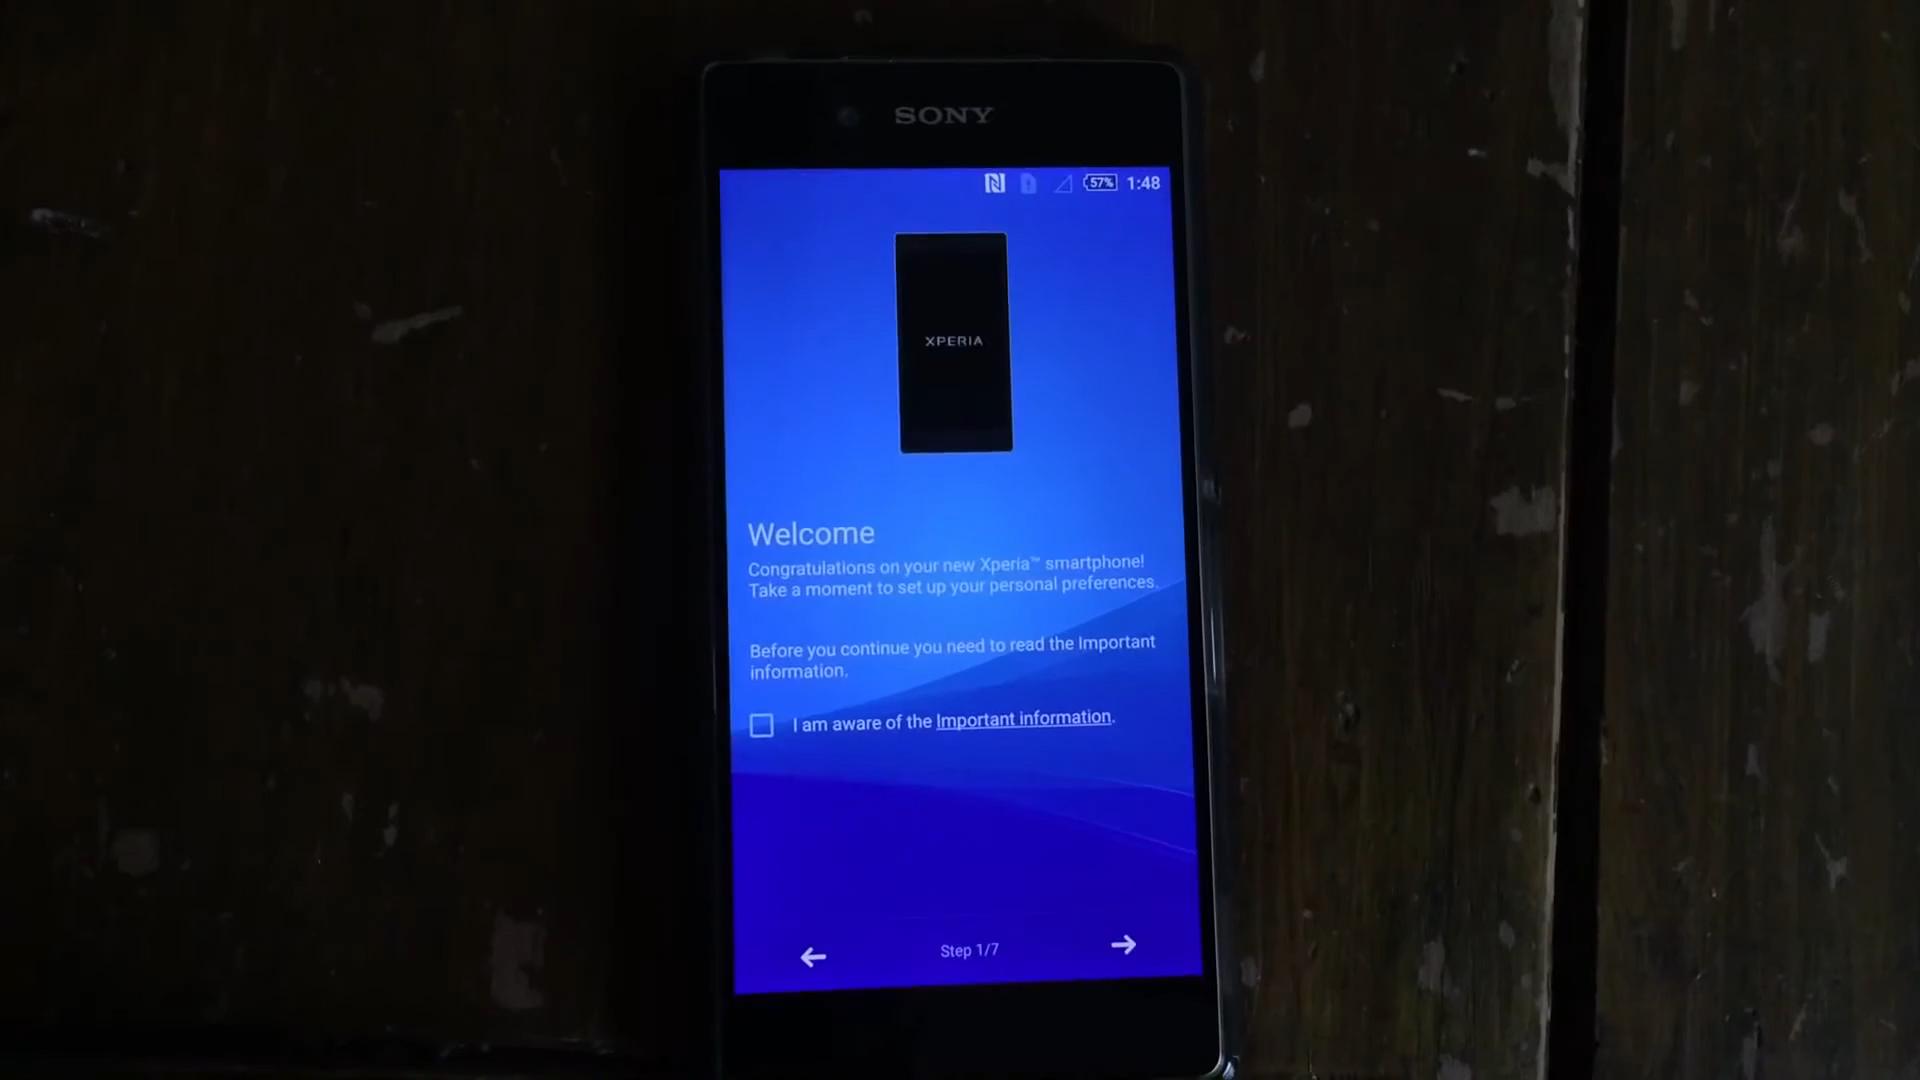 SONY
57% 1:48
XPERIA
Welcome
Congratulations on your new Xperia™ smartphone!
Take a moment to set up your personal preferences.
Before you continue you need to read the Important
information.
I am aware of the Important information.
Step 1/7